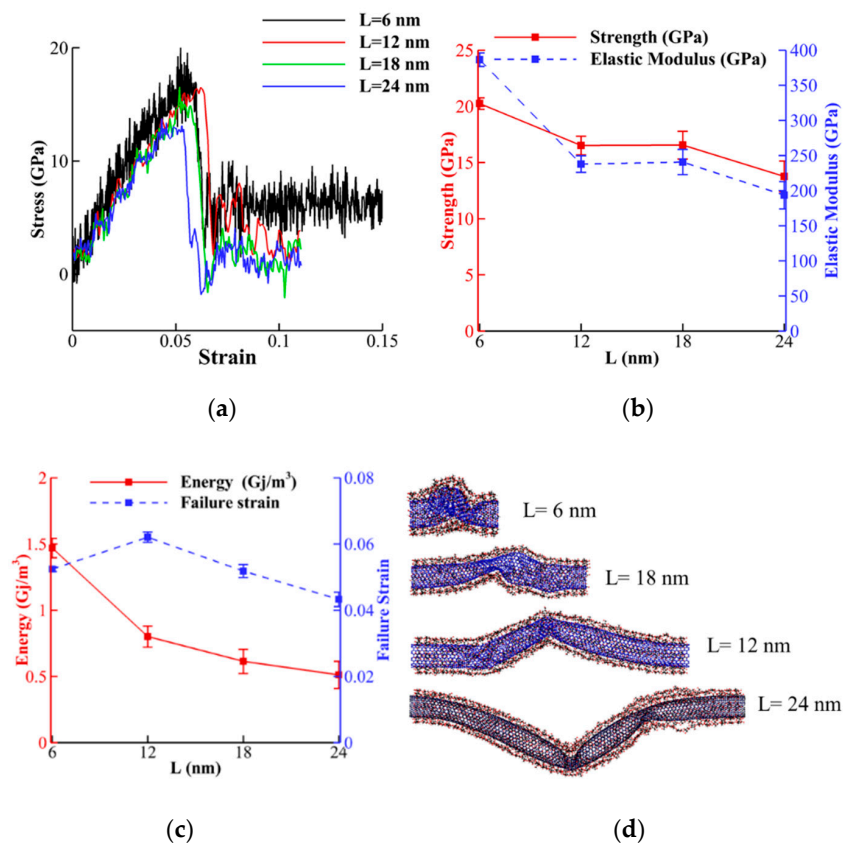 L=6 nm
L=12 nm
L=18 nm
L=24 nm
20
10
0
Stress (GPa)
0
0.05
0.1
0.15
Strain
(a)
Strength (GPa)
Elastic Modulus (GPa)
25
20
15
10
5
0
Strength (GPa)
400
350
300
250
200
150
100
50
0
Elastic Modulus (GPa)
6
12
18
24
L (nm)
(b)
Energy (Gj/m³)
Failure strain
2
1.5
1
0.5
0
Energy (Gj/m³)
0.08
0.06
0.04
0.02
0
Failure Strain
6
12
18
24
L (nm)
(c)
L= 6 nm
L= 18 nm
L= 12 nm
L= 24 nm
(d)